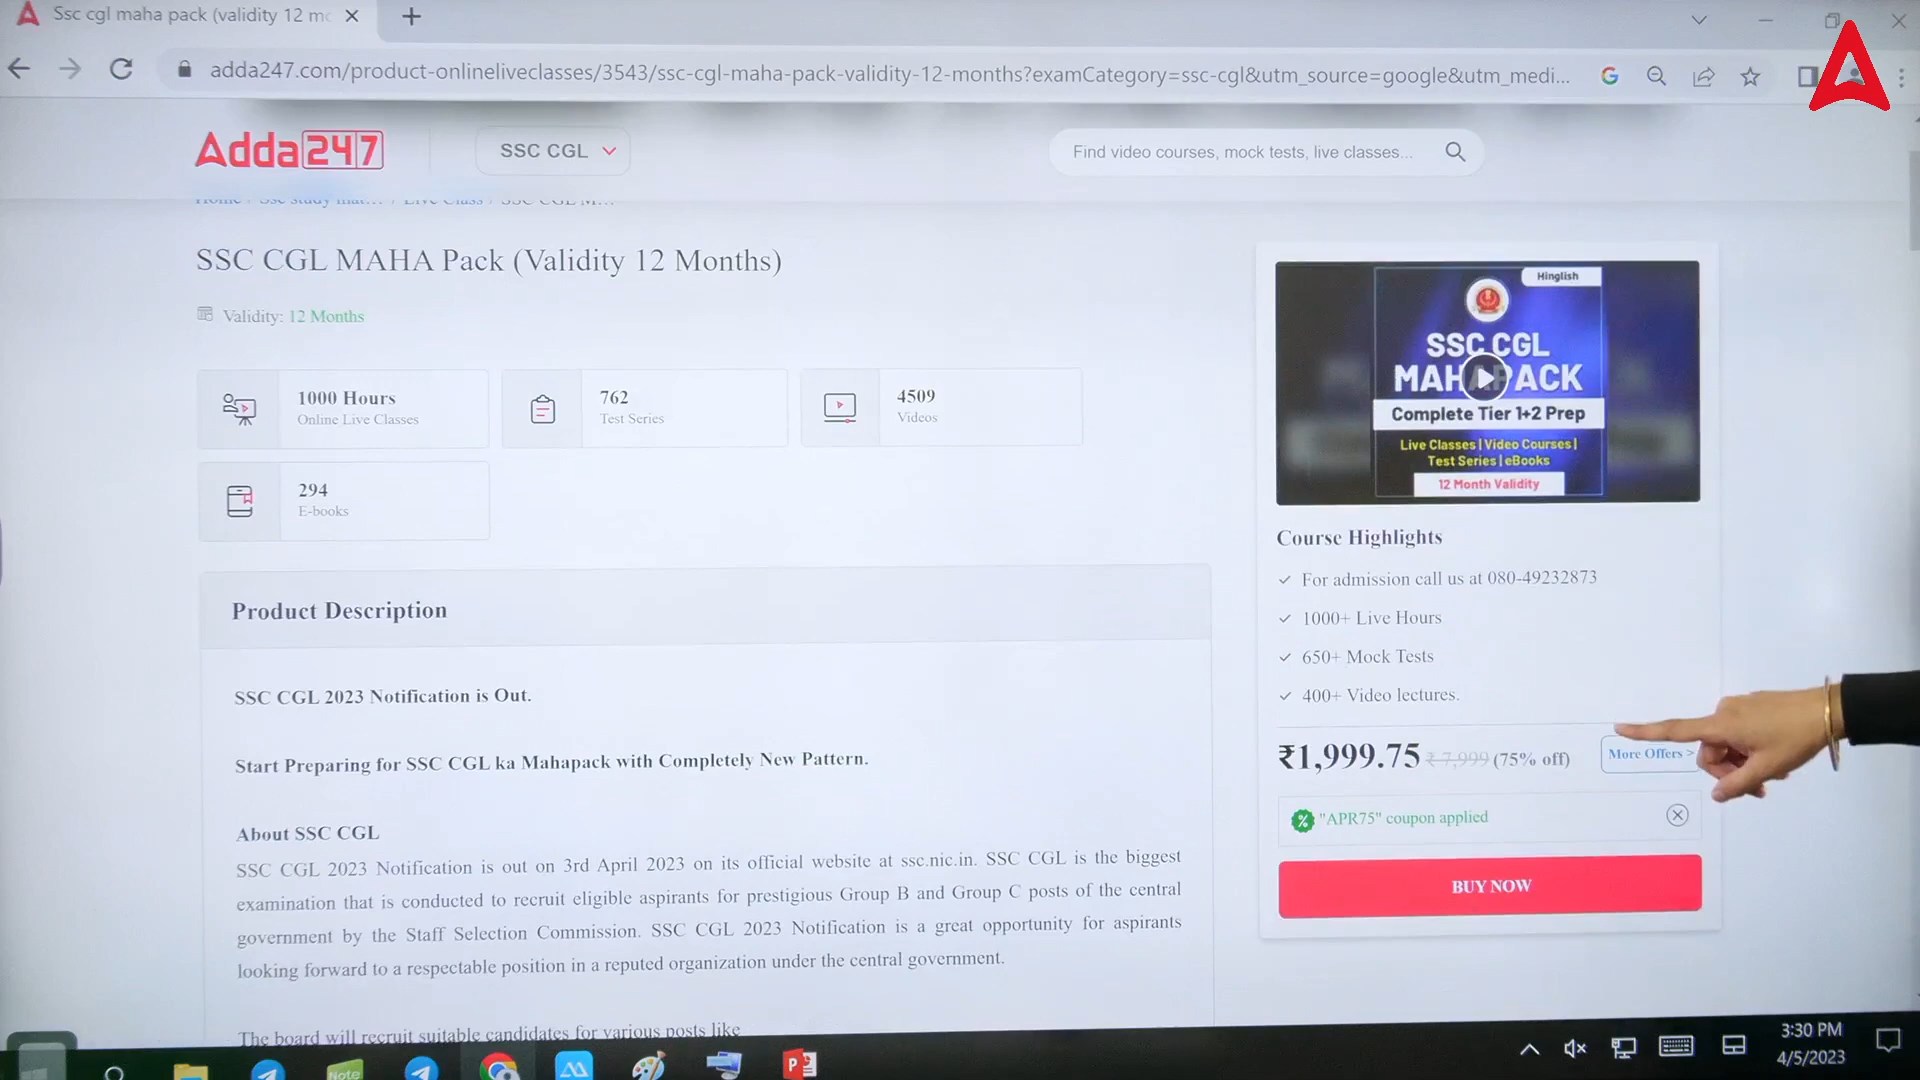 Ssc cgl maha pack (validity 12 mo
adda247.com/product-onlineliveclasses/3543/ssc-cgl-maha-pack-validity-12-months?examCategory=ssc-cgl&utm_source=google&utm_medi...
Adda247
SSC CGL
Find video courses, mock tests, live classes...
Home / Ssc study mat... / Live Class / SSC CGL M...
SSC CGL MAHA Pack (Validity 12 Months)
Validity: 12 Months
1000 Hours
Online Live Classes
762
Test Series
4509
Videos
294
E-books
Product Description
SSC CGL 2023 Notification is Out.
Start Preparing for SSC CGL ka Mahapack with Completely New Pattern.
About SSC CGL
SSC CGL 2023 Notification is out on 3rd April 2023 on its official website at ssc.nic.in. SSC CGL is the biggest
examination that is conducted to recruit eligible aspirants for prestigious Group B and Group C posts of the central
government by the Staff Selection Commission. SSC CGL 2023 Notification is a great opportunity for aspirants
looking forward to a respectable position in a reputed organization under the central government.
The board will recruit suitable candidates for various posts like
Hinglish
SSC CGL
MAHAPACK
Complete Tier 1+2 Prep
Live Classes | Video Courses |
Test Series | eBooks
12 Month Validity
Course Highlights
For admission call us at 080-49232873
1000+ Live Hours
650+ Mock Tests
400+ Video lectures.
₹1,999.75 ₹ 7,999 (75% off)
More Offers >
"APR75" coupon applied
BUY NOW
Note
3:30 PM
4/5/2023